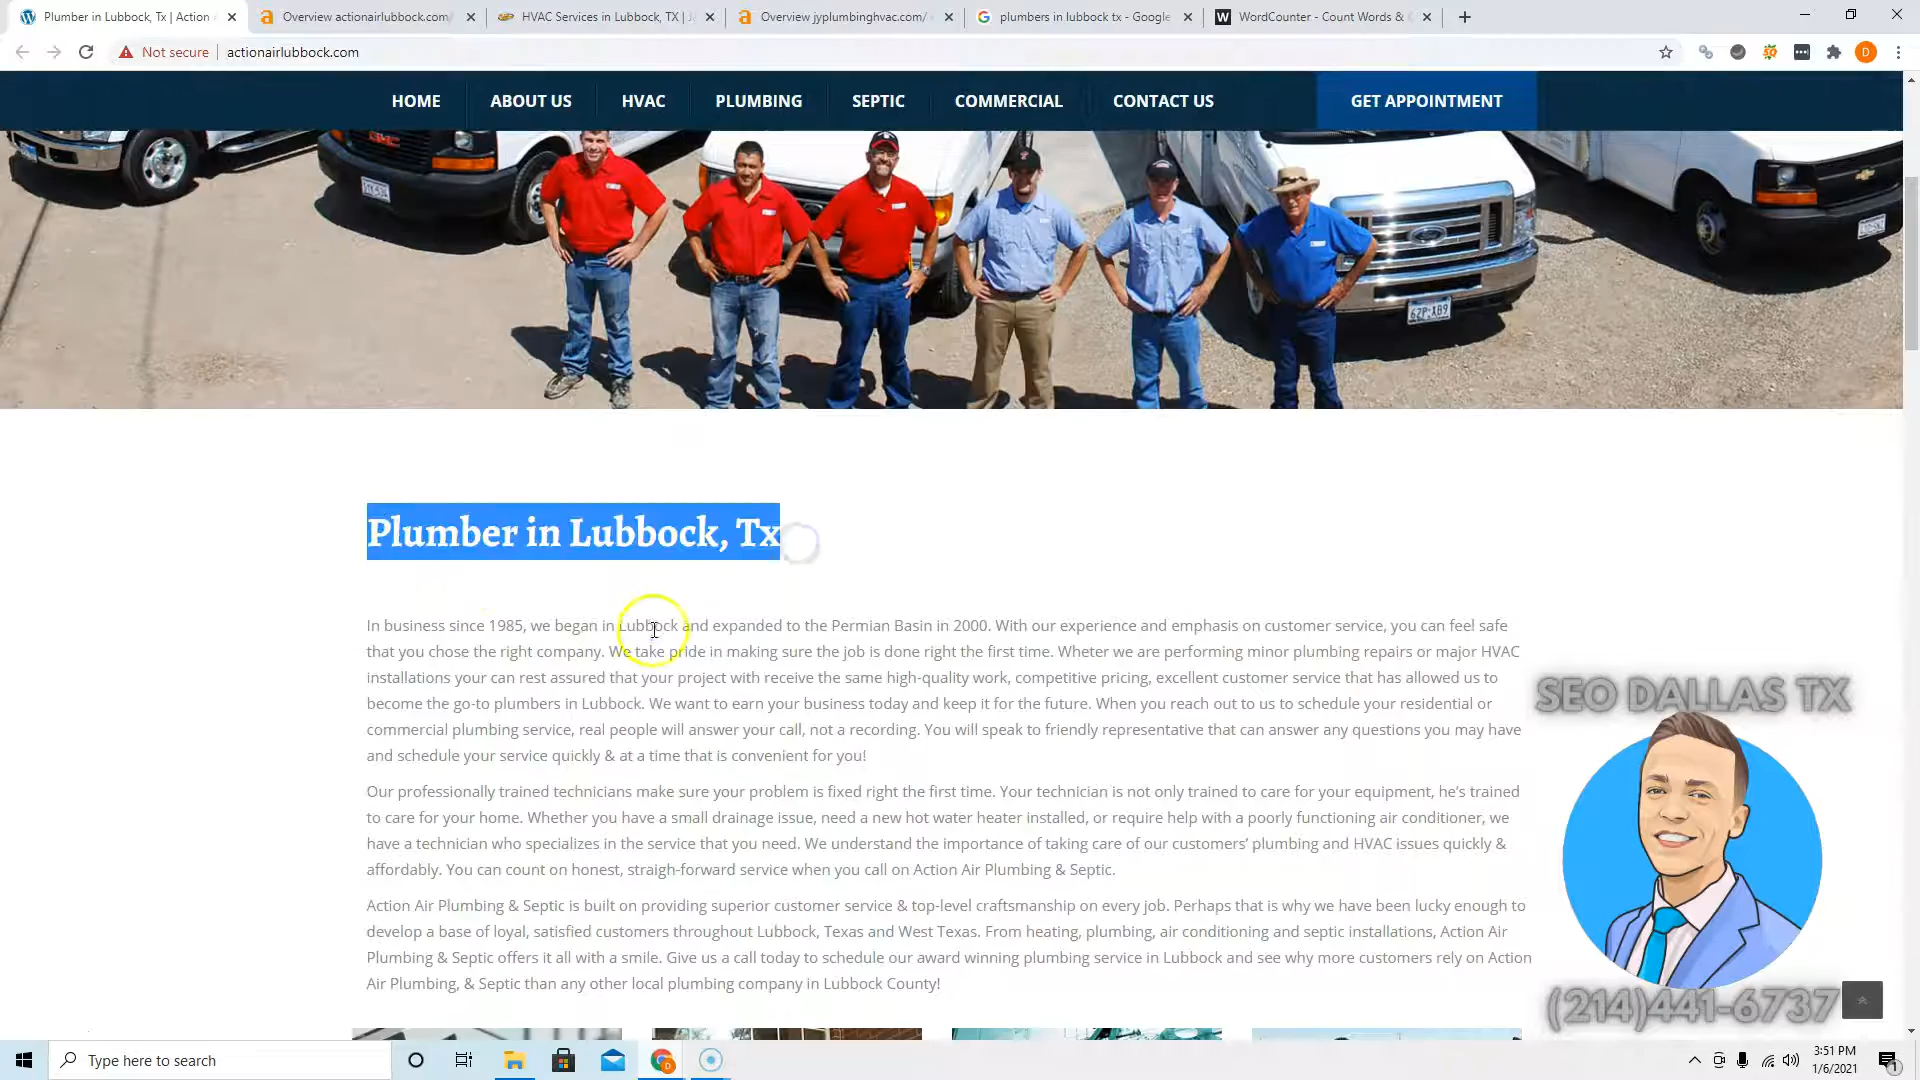 Plumber in Lubbock, Tx | Action
Overview actionairlubbock.com/
HVAC Services in Lubbock, TX | J
Overview jyplumbinghvac.com/
plumbers in lubbock tx - Google
WordCounter - Count Words &
Not secure
actionairlubbock.com
HOME
ABOUT US
HVAC
PLUMBING
SEPTIC
COMMERCIAL
CONTACT US
GET APPOINTMENT
Plumber in Lubbock, Tx
In business since 1985, we began in Lubbock and expanded to the Permian Basin in 2000. With our experience and emphasis on customer service, you can feel safe
that you chose the right company. We take pride in making sure the job is done right the first time. Wheter we are performing minor plumbing repairs or major HVAC
installations your can rest assured that your project with receive the same high-quality work, competitive pricing, excellent customer service that has allowed us to
become the go-to plumbers in Lubbock. We want to earn your business today and keep it for the future. When you reach out to us to schedule your residential or
commercial plumbing service, real people will answer your call, not a recording. You will speak to friendly representative that can answer any questions you may have
and schedule your service quickly & at a time that is convenient for you!
Our professionally trained technicians make sure your problem is fixed right the first time. Your technician is not only trained to care for your equipment, he's trained
to care for your home. Whether you have a small drainage issue, need a new hot water heater installed, or require help with a poorly functioning air conditioner, we
have a technician who specializes in the service that you need. We understand the importance of taking care of our customers' plumbing and HVAC issues quickly &
affordably. You can count on honest, straigh-forward service when you call on Action Air Plumbing & Septic.
Action Air Plumbing & Septic is built on providing superior customer service & top-level craftsmanship on every job. Perhaps that is why we have been lucky enough to
develop a base of loyal, satisfied customers throughout Lubbock, Texas and West Texas. From heating, plumbing, air conditioning and septic installations, Action Air
Plumbing & Septic offers it all with a smile. Give us a call today to schedule our award winning plumbing service in Lubbock and see why more customers rely on Action
Air Plumbing, & Septic than any other local plumbing company in Lubbock County!
SEO DALLAS TX
(214)441-6737
Type here to search
3:51 PM
1/6/2021